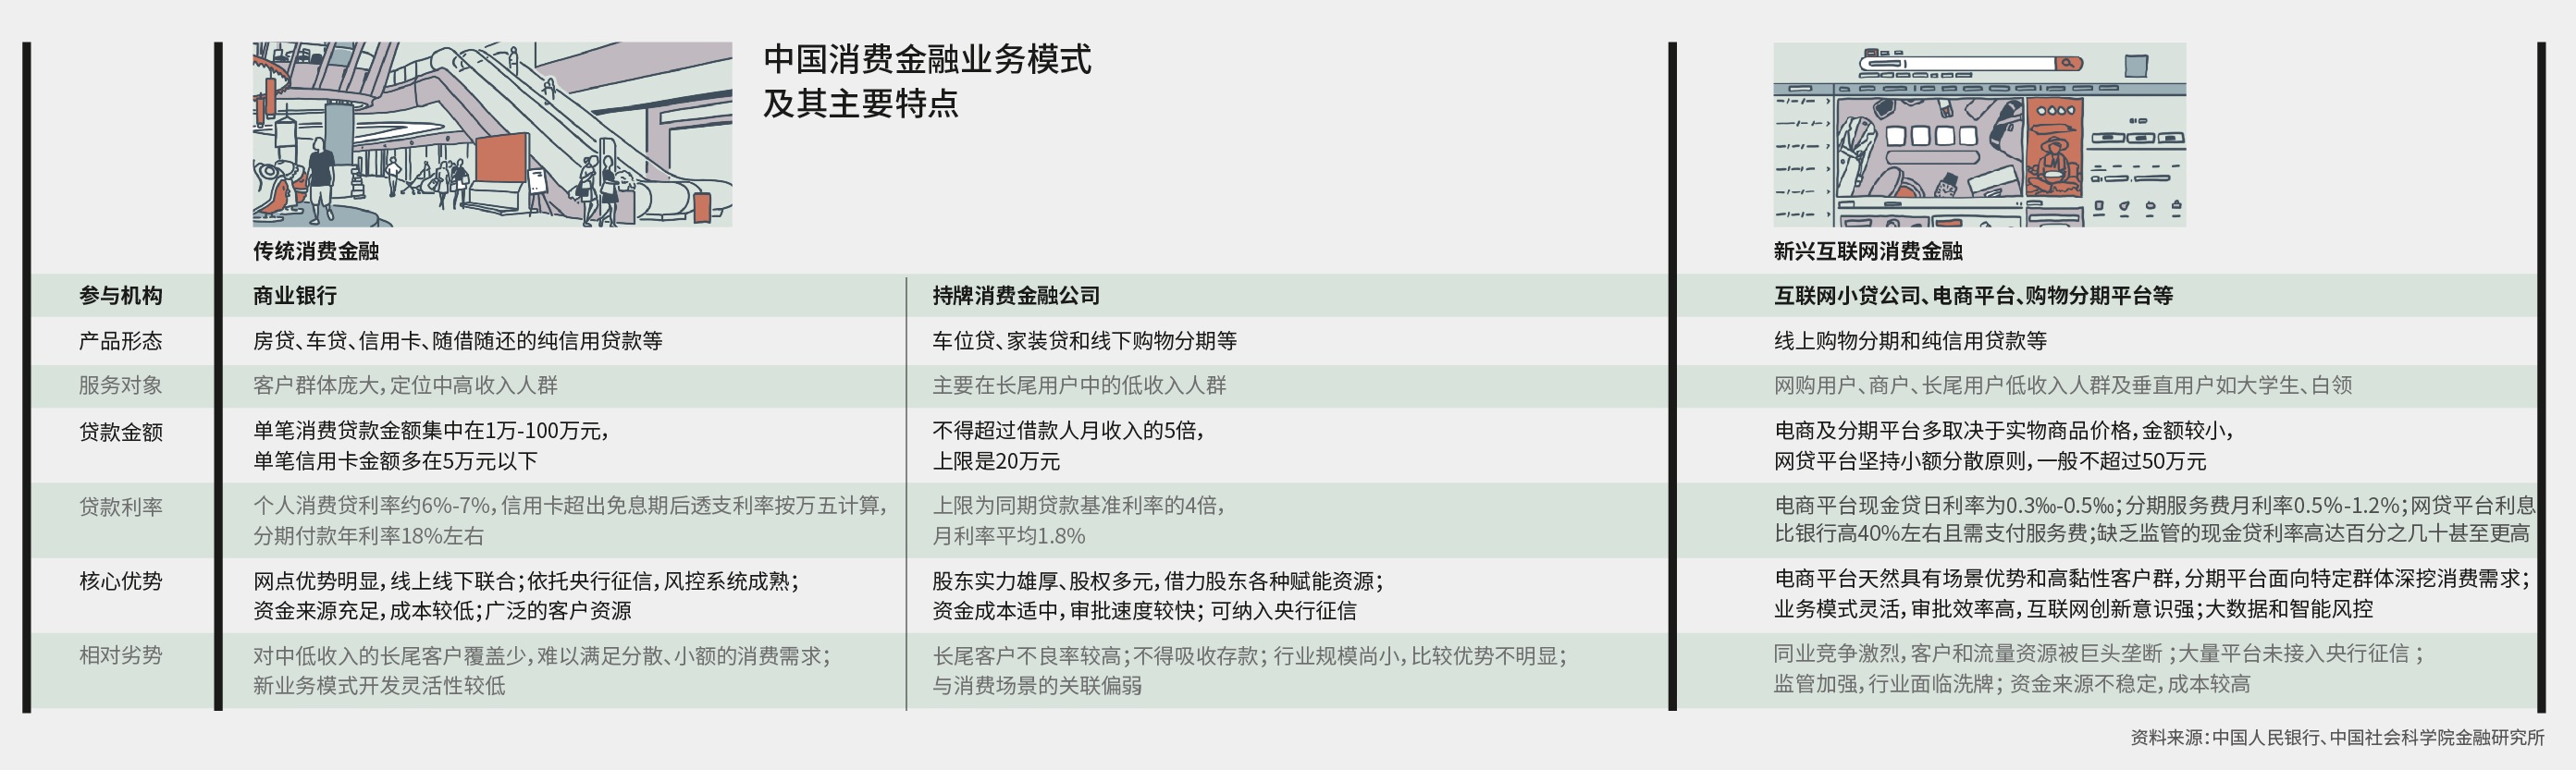 中国消费金融业务模式
及其主要特点
传统消费金融
新兴互联网消费金融
参与机构
商业银行
持牌消费金融公司
互联网小贷公司、电商平台、购物分期平台等
产品形态
房贷、车贷、信用卡、随借随还的纯信用贷款等
车位贷、家装贷和线下购物分期等
线上购物分期和纯信用贷款等
服务对象
客户群体庞大，定位中高收入人群
主要在长尾用户中的低收入人群
网购用户、商户、长尾用户低收入人群及垂直用户如大学生、白领
贷款金额
单笔消费贷款金额集中在1万-100万元，
单笔信用卡金额多在5万元以下
不得超过借款人月收入的5倍，
上限是20万元
电商及分期平台多取决于实物商品价格，金额较小，
网贷平台坚持小额分散原则，一般不超过50万元
贷款利率
个人消费贷利率约6%-7%，信用卡超出免息期后透支利率按万五计算，
分期付款年利率18%左右
上限为同期贷款基准利率的4倍，
月利率平均1.8%
电商平台现金贷日利率为0.3‰-0.5‰；分期服务费月利率0.5%-1.2%；网贷平台利息
比银行高40%左右且需支付服务费；缺乏监管的现金贷利率高达百分之几十甚至更高
核心优势
网点优势明显，线上线下联合；依托央行征信，风控系统成熟；
资金来源充足，成本较低；广泛的客户资源
股东实力雄厚、股权多元，借力股东各种赋能资源；
资金成本适中，审批速度较快；可纳入央行征信
电商平台天然具有场景优势和高黏性客户群，分期平台面向特定群体深挖消费需求；
业务模式灵活，审批效率高，互联网创新意识强；大数据和智能风控
相对劣势
对中低收入的长尾客户覆盖少，难以满足分散、小额的消费需求；
新业务模式开发灵活性较低
长尾客户不良率较高；不得吸收存款；行业规模尚小，比较优势不明显；
与消费场景的关联偏弱
同业竞争激烈，客户和流量资源被巨头垄断；大量平台未接入央行征信；
监管加强，行业面临洗牌；资金来源不稳定，成本较高
资料来源：中国人民银行、中国社会科学院金融研究所